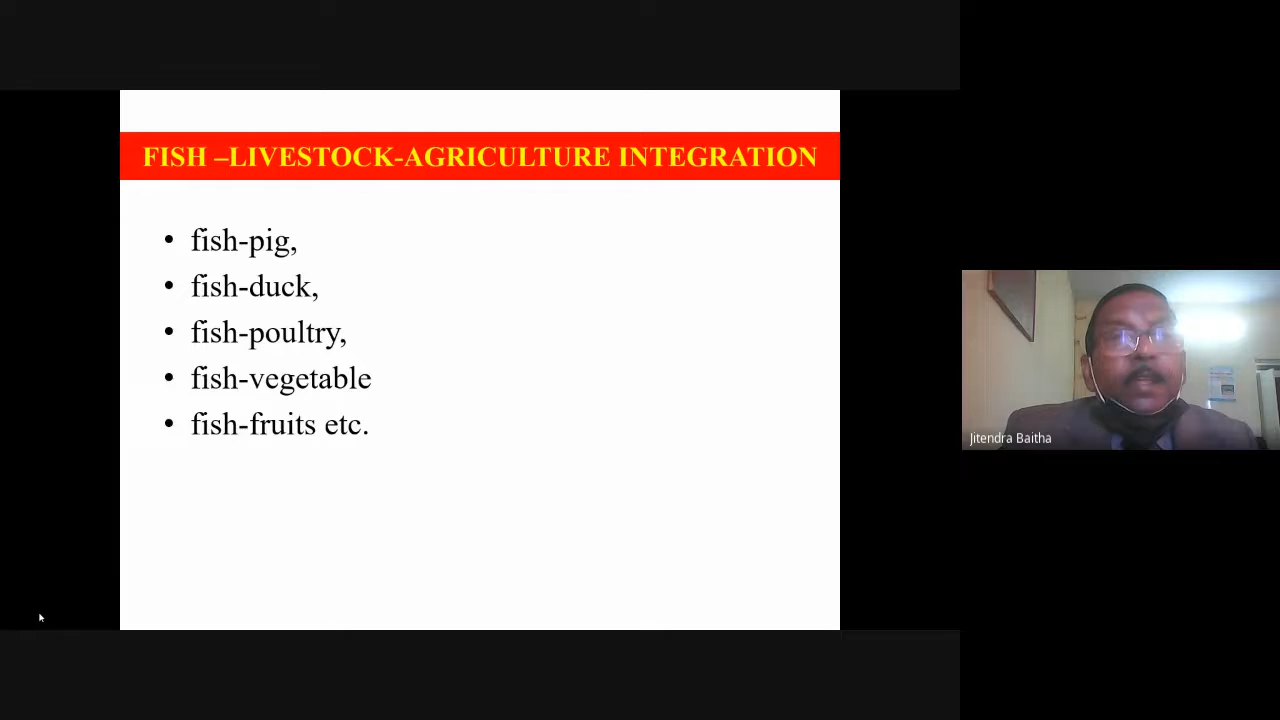 FISH –LIVESTOCK-AGRICULTURE INTEGRATION
• fish-pig,
• fish-duck,
• fish-poultry,
• fish-vegetable
• fish-fruits etc.
Jitendra Baitha